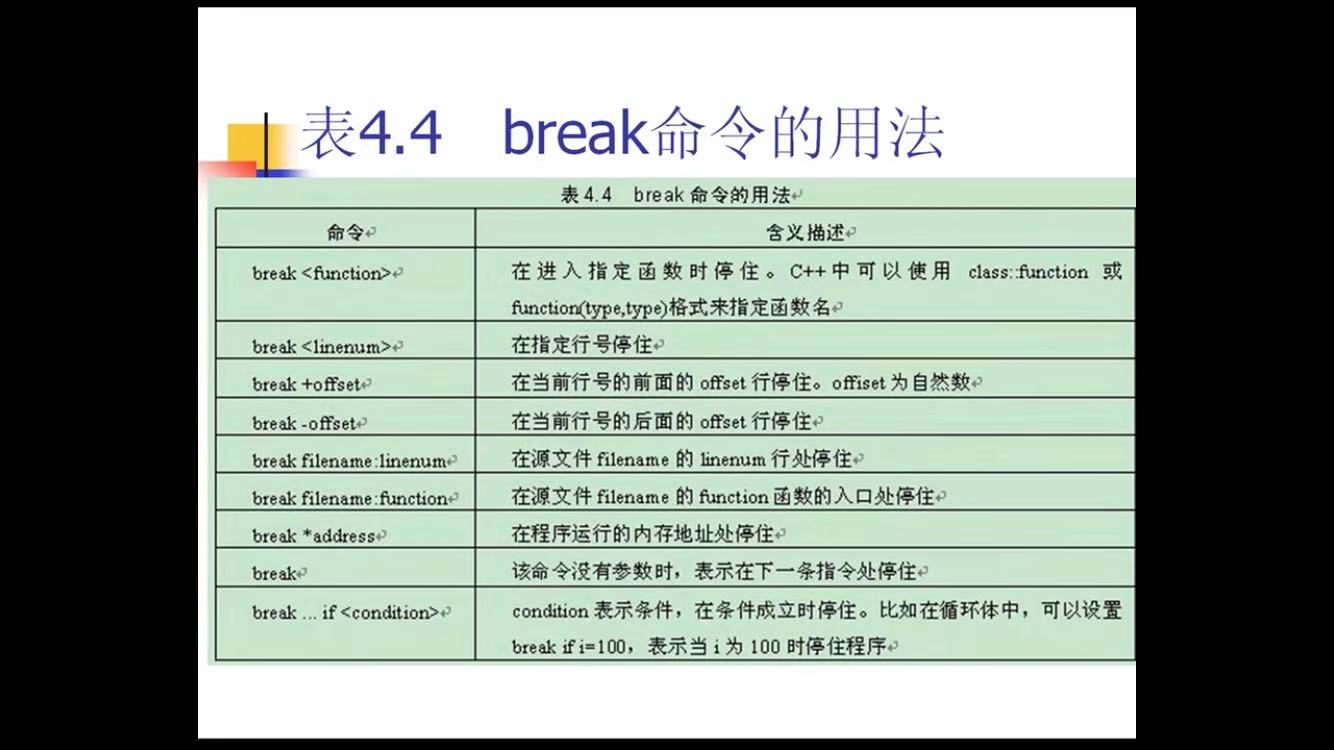 表4.4 break命令的用法
表 4.4 break 命令的用法↵
命令↵
含义描述↵
break <function>↵
在进入指定函数时停住。C++中可以使用 class::function 或
function(type,type)格式来指定函数名↵
break <linenum>↵
在指定行号停住↵
break +offset↵
在当前行号的前面的 offset 行停住。offiset 为自然数↵
break -offset↵
在当前行号的后面的 offset 行停住↵
break filename:linenum↵
在源文件 filename 的 linenum 行处停住↵
break filename:function↵
在源文件 filename 的 function 函数的入口处停住↵
break *address↵
在程序运行的内存地址处停住↵
break↵
该命令没有参数时，表示在下一条指令处停住↵
break ... if <condition>↵
condition 表示条件，在条件成立时停住。比如在循环体中，可以设置
break if i=100，表示当 i 为 100 时停住程序↵